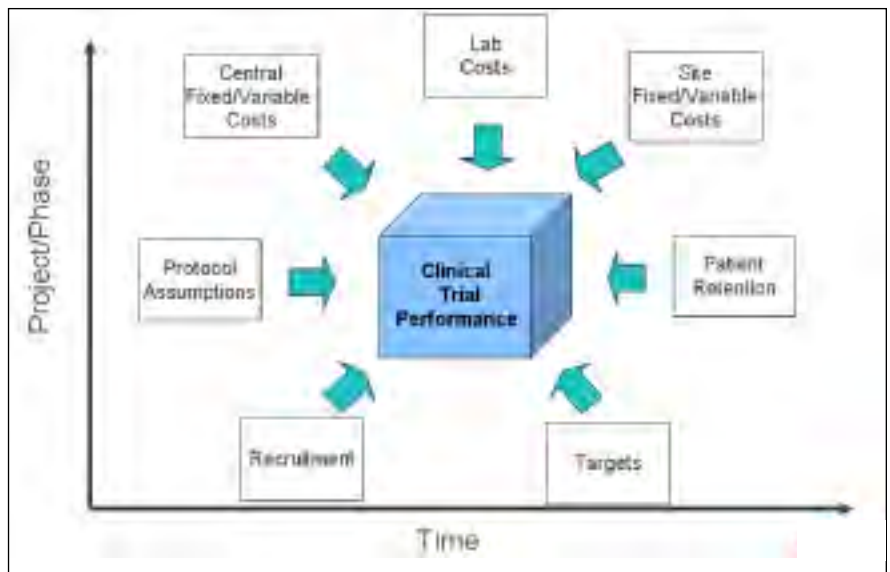 Lab
Costs
Central
Fixed/Variable
Costs
Site
Fixed/Variable
Costs
Project/Phase
Protocol
Assumptions
Clinical
Trial
Performance
Patient
Retention
Recruitment
Targets
Time